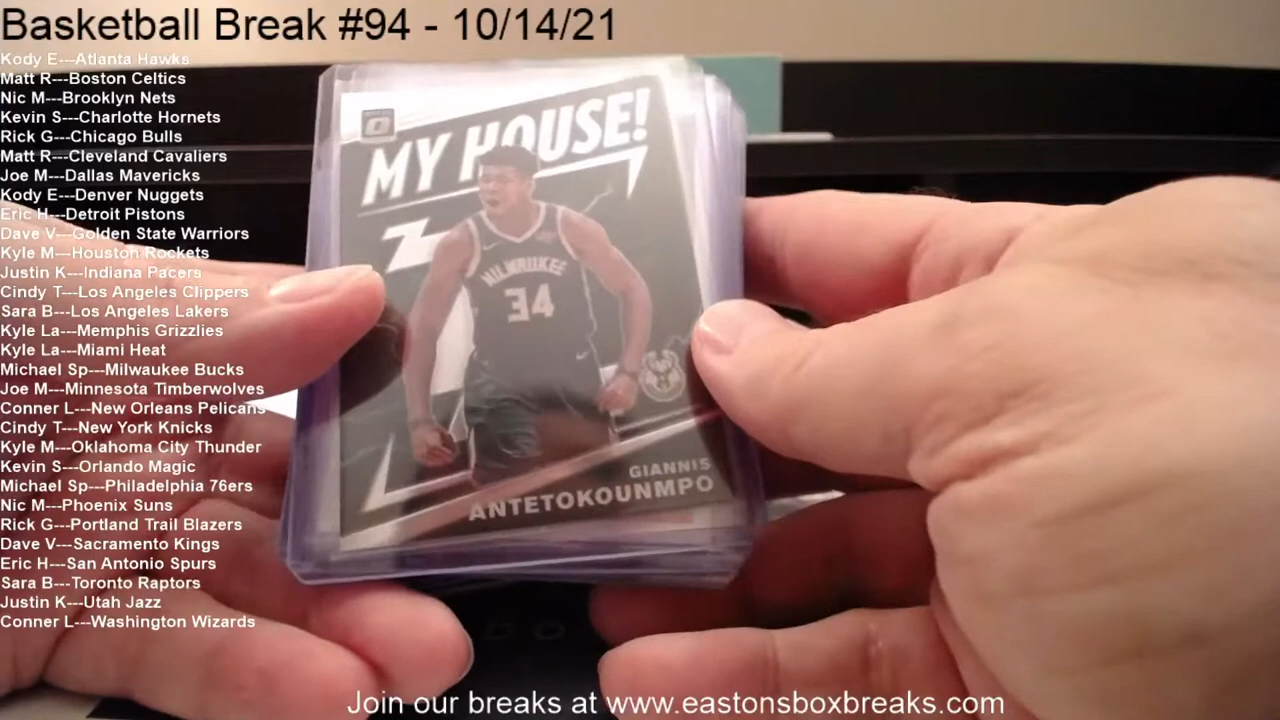 Basketball Break #94 - 10/14/21
Kody E---Atlanta Hawks
Matt R---Boston Celtics
Nic M---Brooklyn Nets
Kevin S---Charlotte Hornets
Rick G---Chicago Bulls
Matt R---Cleveland Cavaliers
Joe M---Dallas Mavericks
Kody E---Denver Nuggets
Eric H---Detroit Pistons
Dave V---Golden State Warriors
Kyle M---Houston Rockets
Justin K---Indiana Pacers
Cindy T---Los Angeles Clippers
Sara B---Los Angeles Lakers
Kyle La---Memphis Grizzlies
Kyle La---Miami Heat
Michael Sp---Milwaukee Bucks
Joe M---Minnesota Timberwolves
Conner L---New Orleans Pelicans
Cindy T---New York Knicks
Kyle M---Oklahoma City Thunder
Kevin S---Orlando Magic
Michael Sp---Philadelphia 76ers
Nic M---Phoenix Suns
Rick G---Portland Trail Blazers
Dave V---Sacramento Kings
Eric H---San Antonio Spurs
Sara B---Toronto Raptors
Justin K---Utah Jazz
Conner L---Washington Wizards
MY HOUSE!
MILWAUKEE
34
GIANNIS
ANTETOKOUNMPO
Join our breaks at www.eastonsboxbreaks.com